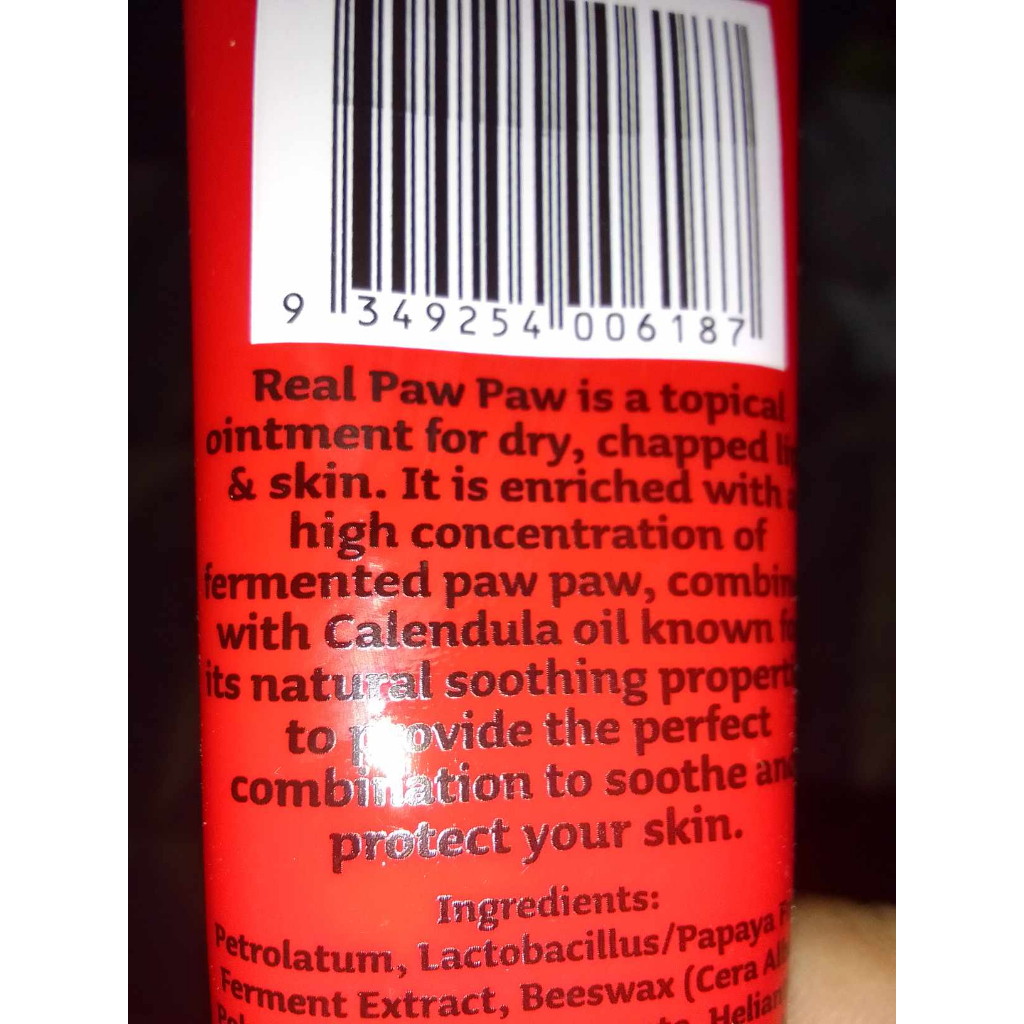 9 349254 006187
Real Paw Paw is a topical
ointment for dry, chapped
& skin. It is enriched with
high concentration of
fermented paw paw,
with Calendula oil known
its natural soothing
to provide the perfect
combination to soothe
protect your skin.
Ingredients:
Petrolatum, Lactobacillus/Papaya
Ferment Extract, Beeswax (Cera